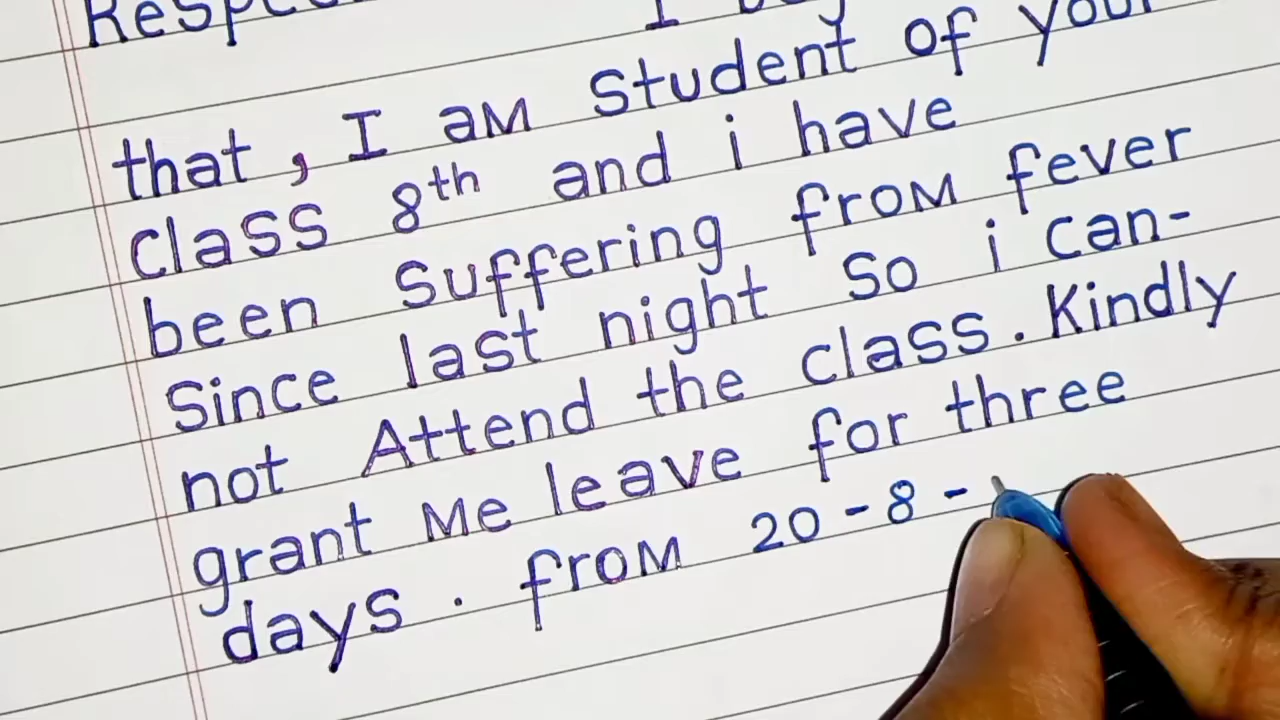 I
that , I am Student of your
class 8th and i have
been Suffering from fever
Since last night So i can-
not Attend the class . Kindly
grant Me leave for three
days . from 20 - 8 -